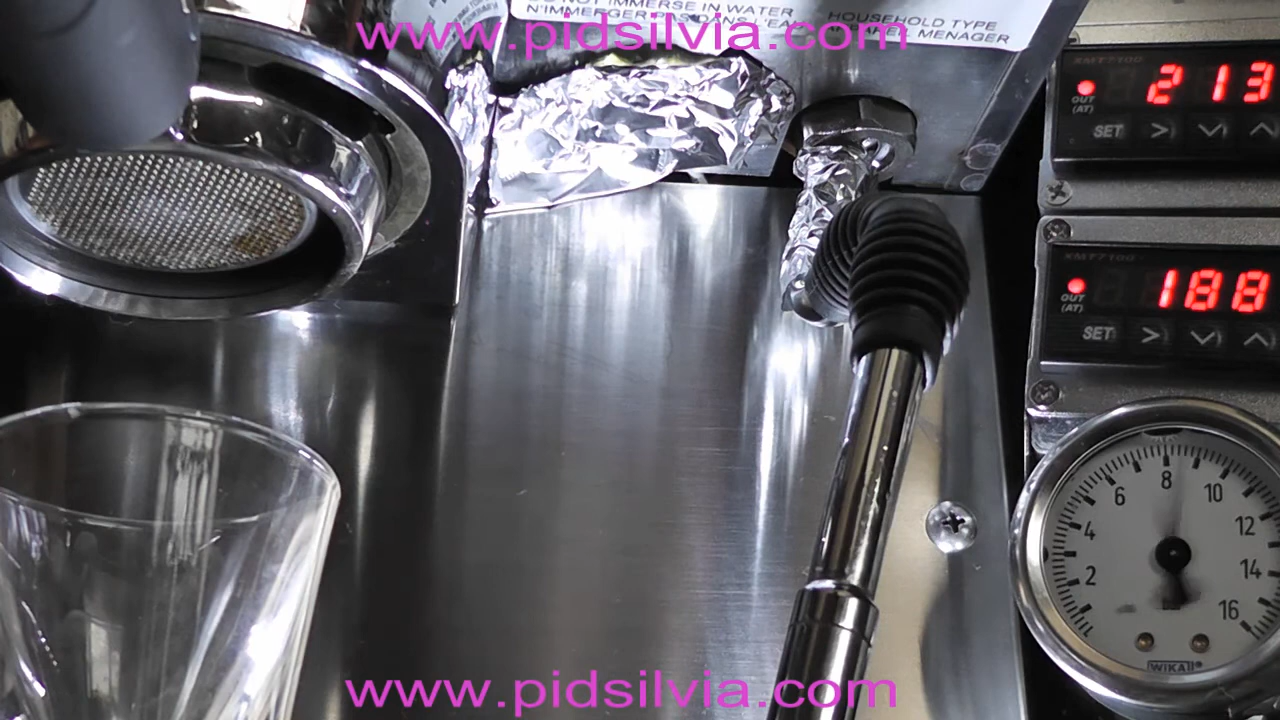 DO NOT IMMERSE IN WATER
www.pidsilvia.com
HOUSEHOLD TYPE
MENAGER
XMT7100
213
OUT
(AT)
SET
XMT7100
188
OUT
(AT)
SET
2
4
6
8
10
12
14
16
WIKA
www.pidsilvia.com